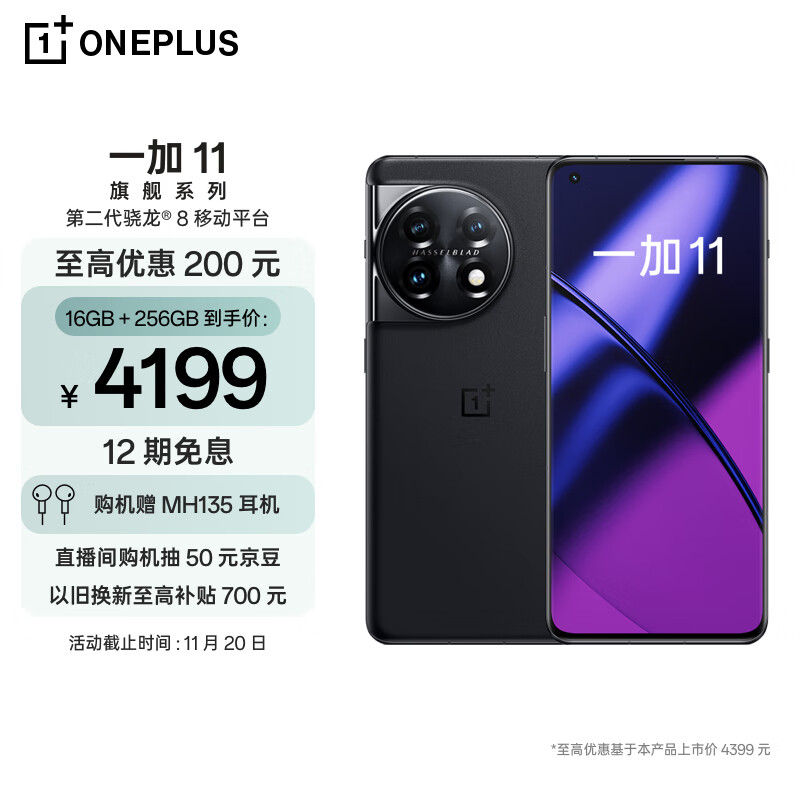 1+ ONEPLUS
一加 11
旗舰系列
第二代骁龙® 8 移动平台
至高优惠 200 元
16GB + 256GB 到手价:
¥ 4199
12 期免息
购机赠 MH135 耳机
直播间购机抽 50 元京豆
以旧换新至高补贴 700 元
活动截止时间 : 11 月 20 日
HASSELBLAD
1+
一加 11
*至高优惠基于本产品上市价 4399 元